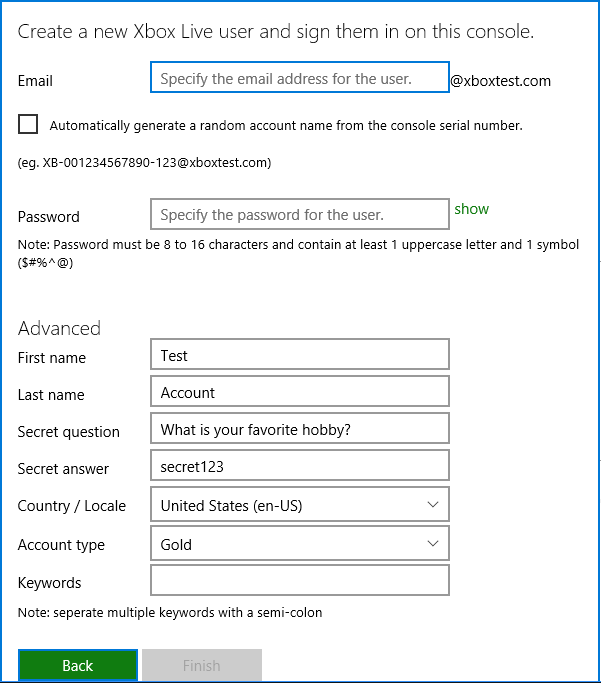 Create a new Xbox Live user and sign them in on this console.
Email Specify the email address for the user. @xboxtest.com
Automatically generate a random account name from the console serial number.
(eg. XB-001234567890-123@xboxtest.com)
Password Specify the password for the user. show
Note: Password must be 8 to 16 characters and contain at least 1 uppercase letter and 1 symbol
($#%^@)
Advanced
First name Test
Last name Account
Secret question What is your favorite hobby?
Secret answer secret123
Country / Locale United States (en-US)
Account type Gold
Keywords
Note: seperate multiple keywords with a semi-colon
Back Finish